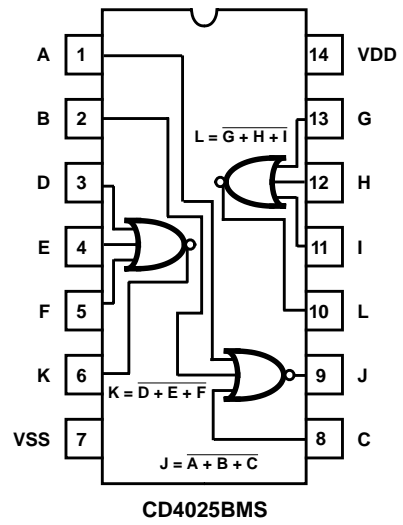 A 1 14 VDD
B 2 13 G
L = G + H + I
D 3 12 H
E 4 11 I
F 5 10 L
K 6 9 J
K = D + E + F
VSS 7 8 C
J = A + B + C
CD4025BMS